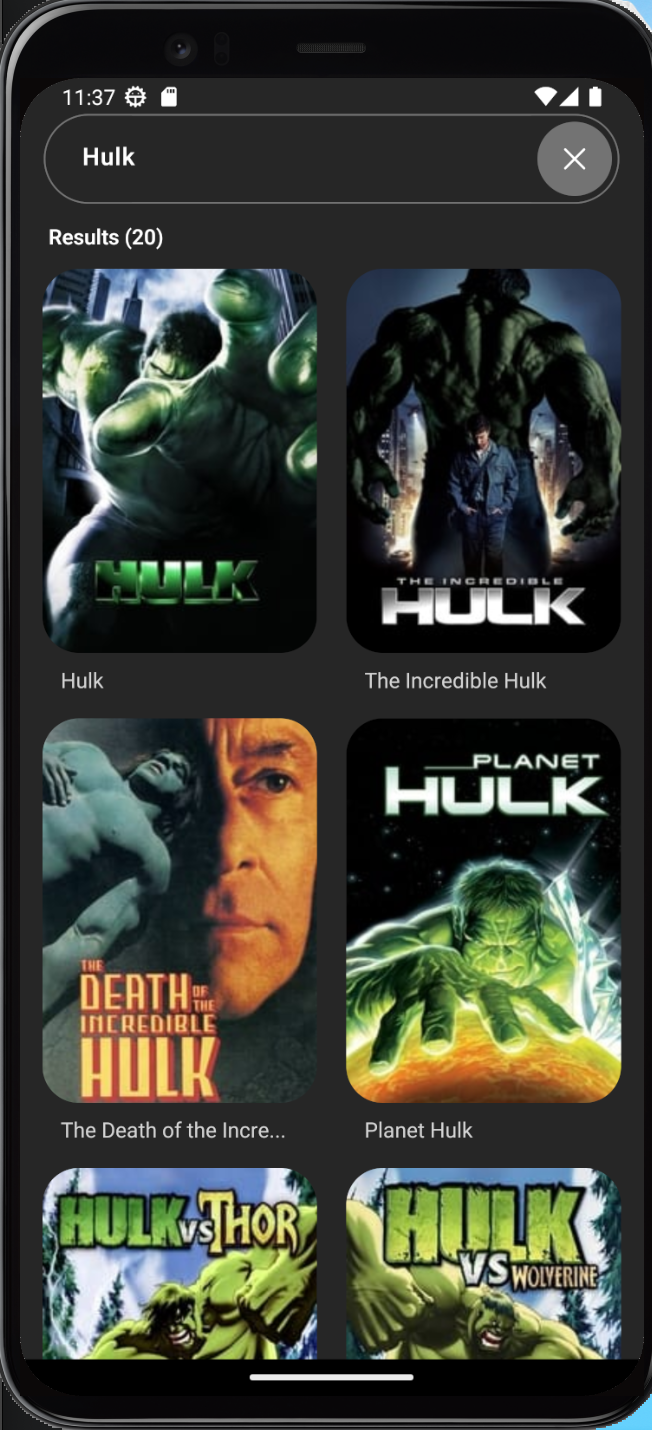 11:37
Hulk
Results (20)
HULK
THE INCREDIBLE
HULK
Hulk
The Incredible Hulk
THE
DEATH OF THE
INCREDIBLE
HULK
PLANET
HULK
The Death of the Incre...
Planet Hulk
HULK VS THOR
HULK
VS WOLVERINE